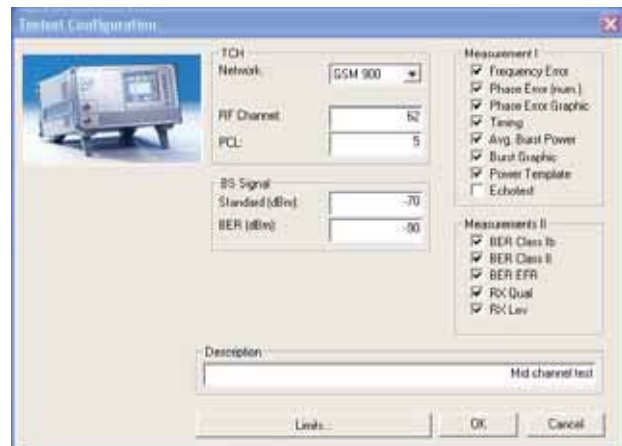 Testset Configuration
TCH
Network:
GSM 900
RF Channel:
62
PCL:
5
BS Signal
Standard (dBm):
-70
BER (dBm):
-90
Measurement I
Frequency Error
Phase Error (num.)
Phase Error Graphic
Timing
Avg. Burst Power
Burst Graphic
Power Template
Echotest
Measurements II
BER Class Ib
BER Class II
BER EFR
RX Qual
RX Lev
Description
Mid channel test
Limits...
OK
Cancel